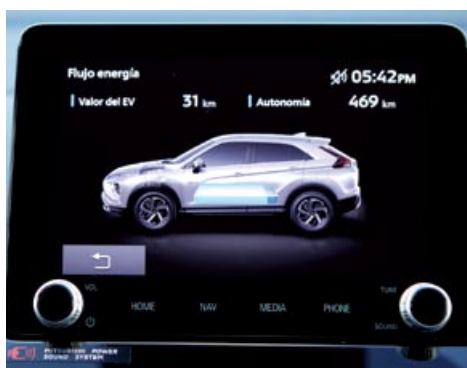 Flujo energía
05:42PM
Valor del EV 31 km Autonomía 469 km
VOL
TUNE
HOME NAV MEDIA PHONE
SOUND
MITSUBISHI POWER
SOUND SYSTEM